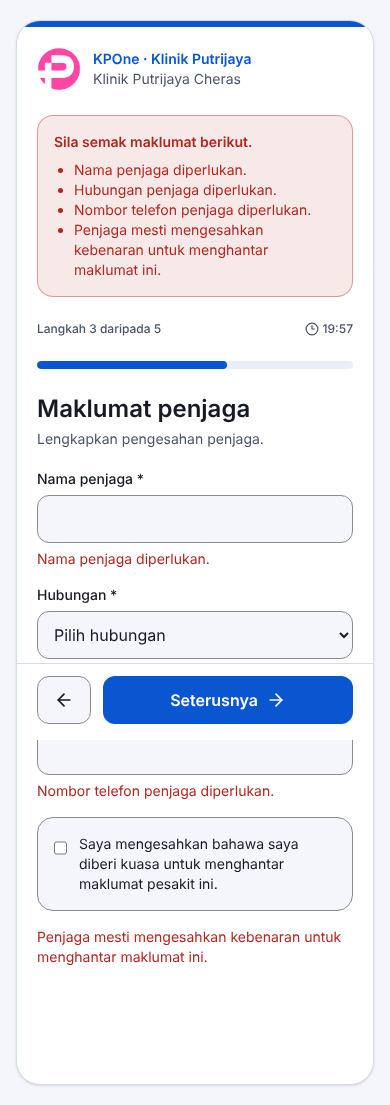 KPOne · Klinik Putrijaya
Klinik Putrijaya Cheras
Sila semak maklumat berikut.
Nama penjaga diperlukan.
Hubungan penjaga diperlukan.
Nombor telefon penjaga diperlukan.
Penjaga mesti mengesahkan
kebenaran untuk menghantar
maklumat ini.
Langkah 3 daripada 5
19:57
Maklumat penjaga
Lengkapkan pengesahan penjaga.
Nama penjaga *
Nama penjaga diperlukan.
Hubungan *
Pilih hubungan
Seterusnya
Nombor telefon penjaga diperlukan.
Saya mengesahkan bahawa saya
diberi kuasa untuk menghantar
maklumat pesakit ini.
Penjaga mesti mengesahkan kebenaran untuk
menghantar maklumat ini.